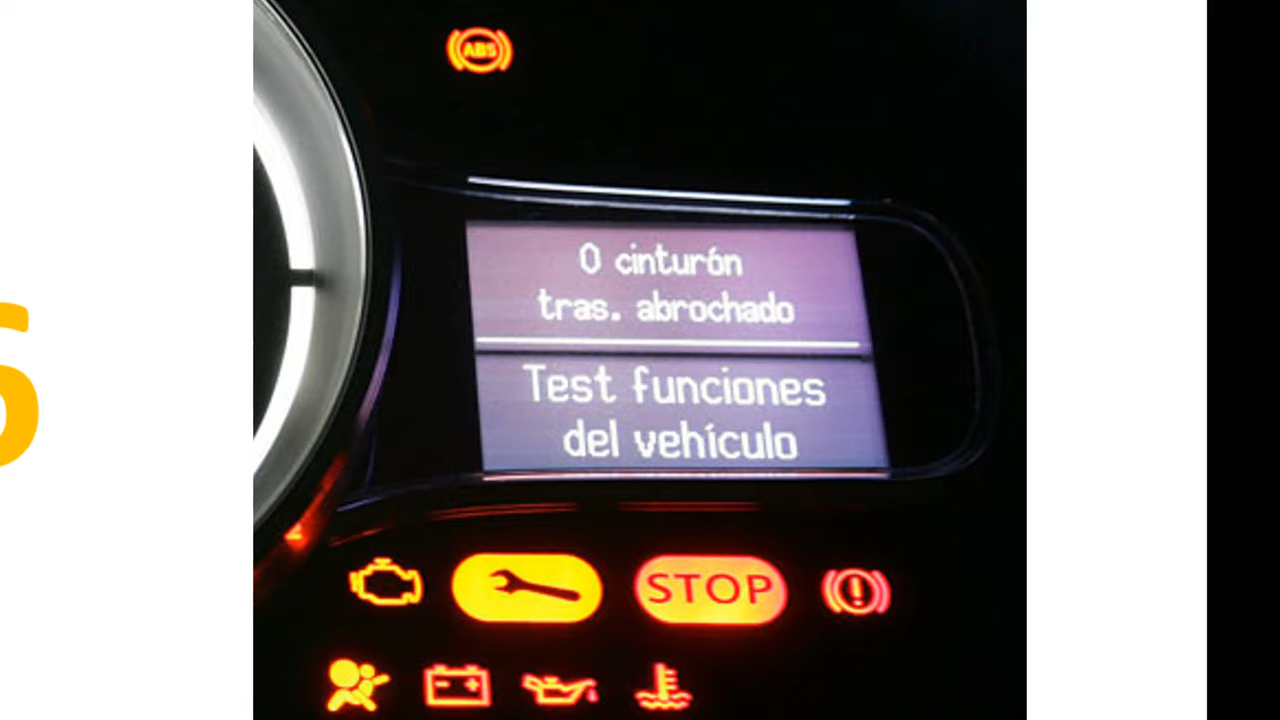 ABS
0 cinturón
tras. abrochado
Test funciones
del vehículo
STOP